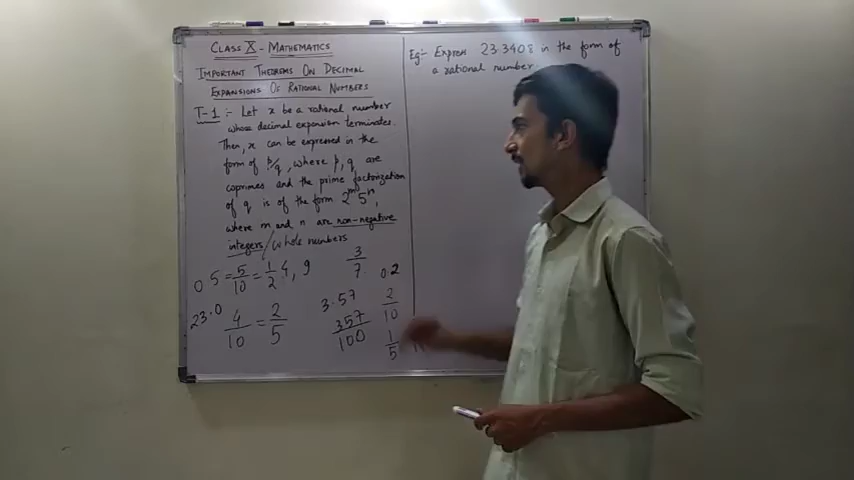 CLASS X - MATHEMATICS
IMPORTANT THEOREMS ON DECIMAL
EXPANSIONS OF RATIONAL NUMBERS
T-1 :- Let x be a rational number
whose decimal expansion terminates.
Then, x can be expressed in the
form of p/q, where p, q are
coprimes and the prime factorization
of q is of the form 2^m 5^n,
where m and n are non-negative
integers / whole numbers
0.5 = 5/10 = 1/2
4, 9
3/7
0.2
23.0
4/10 = 2/5
3.57
357/100
2/10
1/5
Eg:- Express 23.3408 in the form of
a rational number.